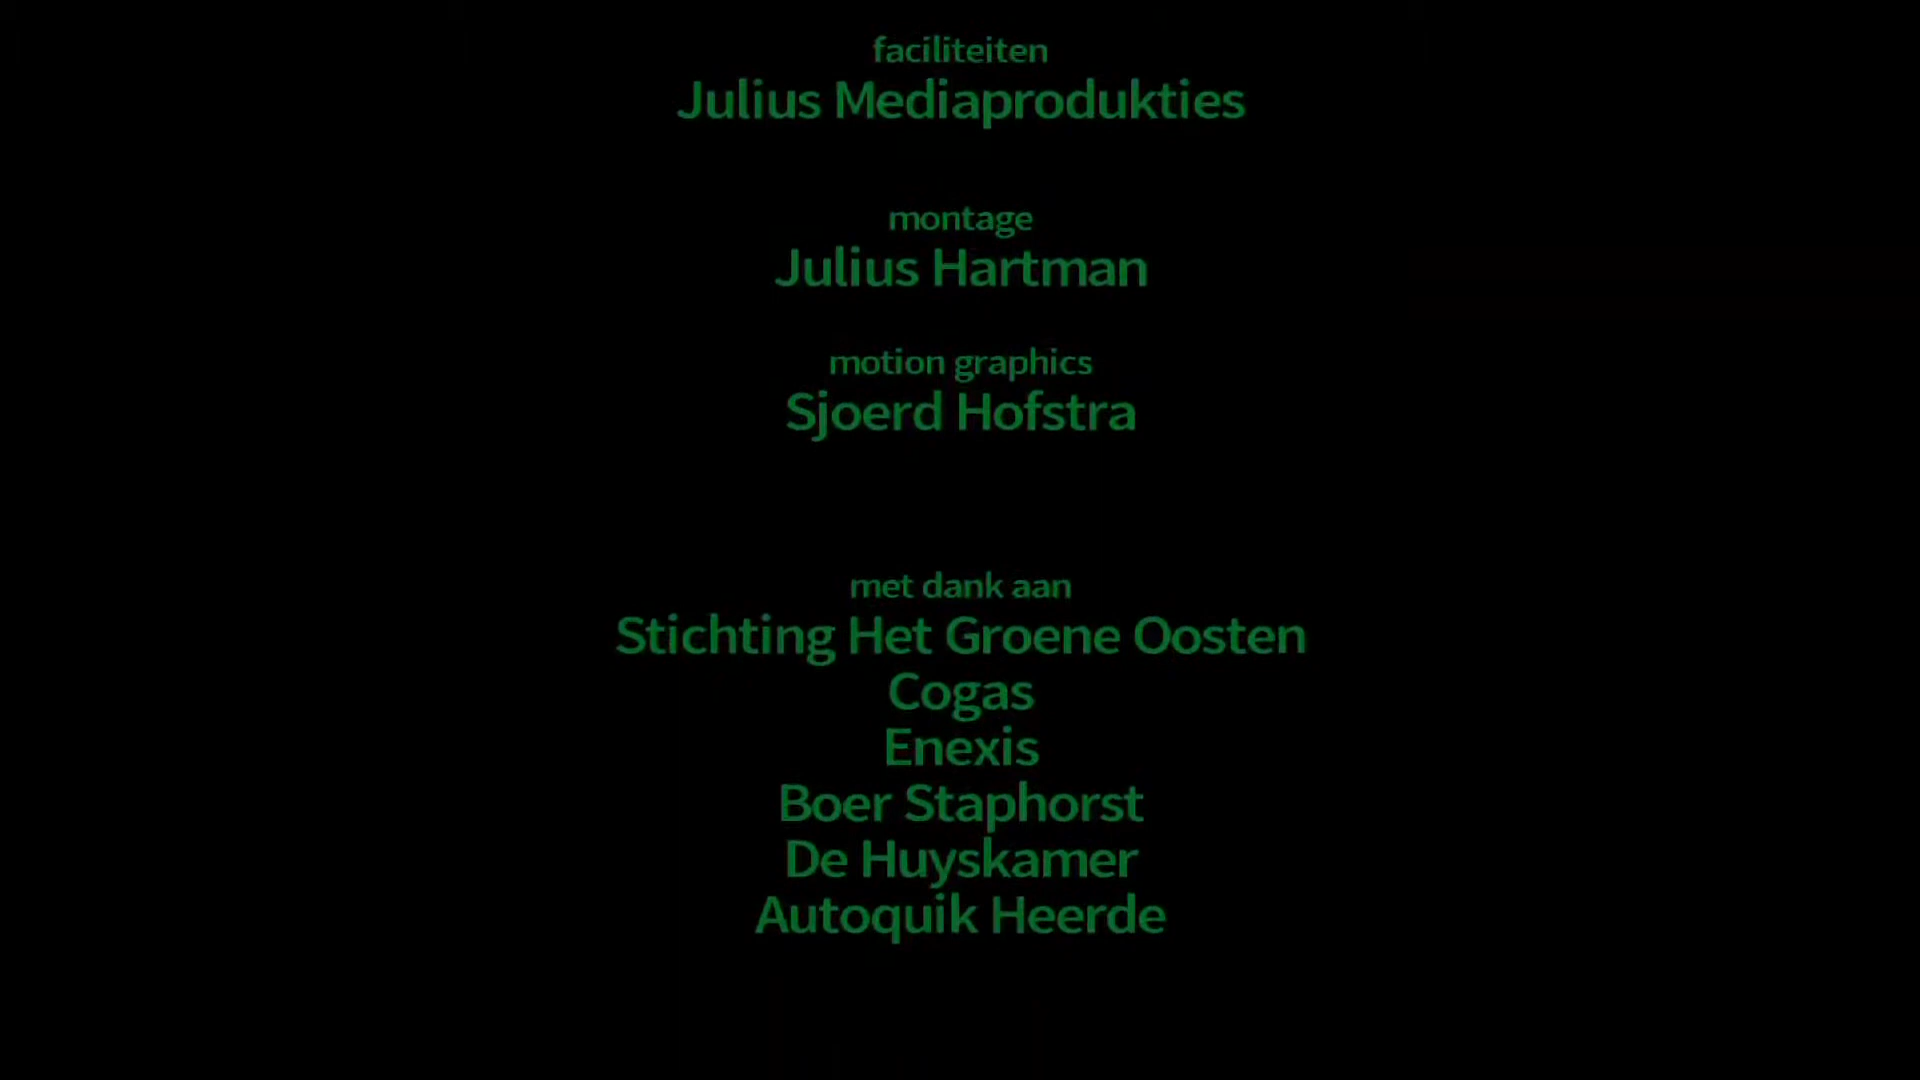 faciliteiten
Julius Mediaprodukties
montage
Julius Hartman
motion graphics
Sjoerd Hofstra
met dank aan
Stichting Het Groene Oosten
Cogas
Enexis
Boer Staphorst
De Huyskamer
Autoquik Heerde